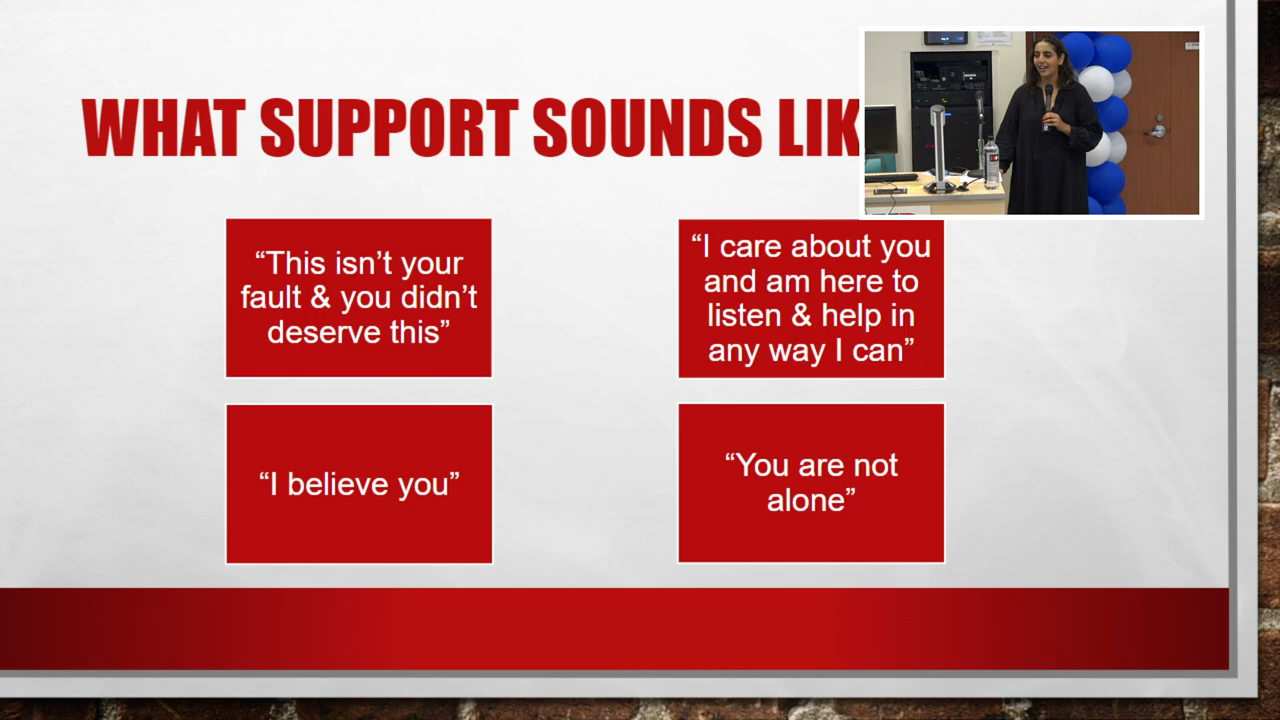 WHAT SUPPORT SOUNDS LIK
“This isn’t your
fault & you didn’t
deserve this”
“I care about you
and am here to
listen & help in
any way I can”
“I believe you”
“You are not
alone”